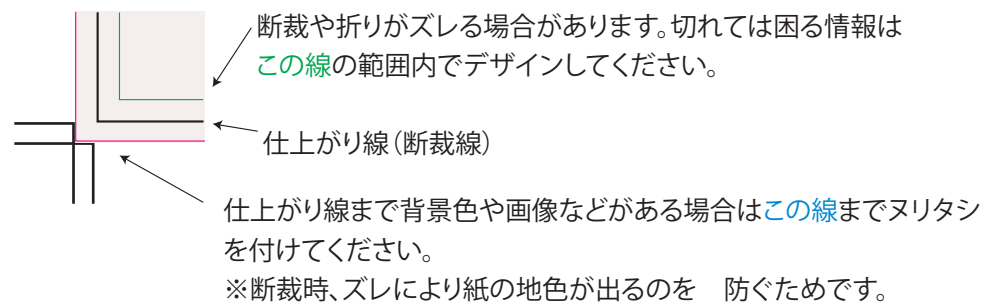 断裁や折りがズレる場合があります。切れては困る情報は
この線の範囲内でデザインしてください。
仕上がり線（断裁線）
仕上がり線まで背景色や画像などがある場合はこの線までヌリタシ
を付けてください。
※断裁時、ズレにより紙の地色が出るのを　防ぐためです。